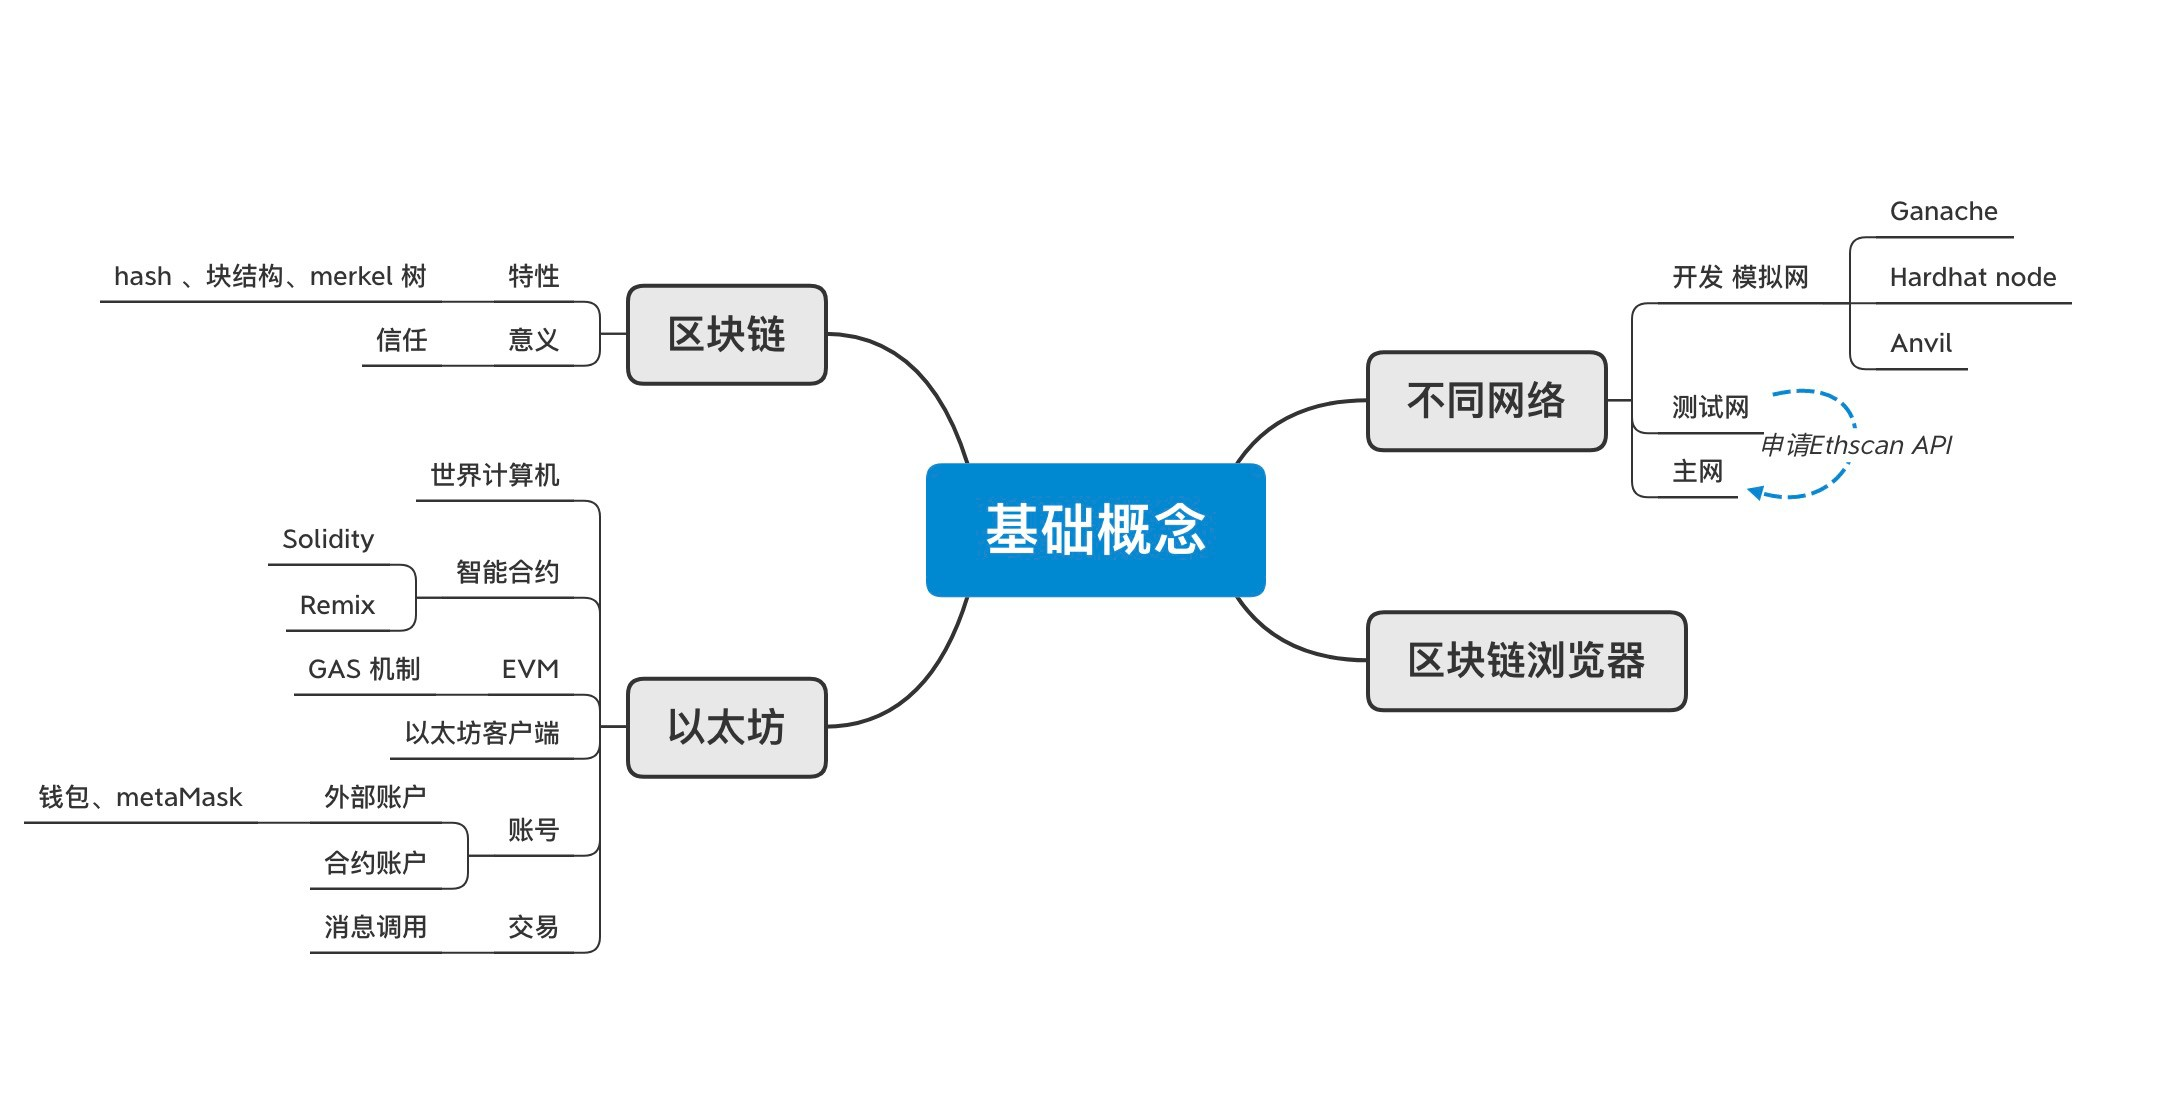 基础概念
区块链
特性
hash 、块结构、merkel 树
意义
信任
以太坊
世界计算机
智能合约
Solidity
Remix
EVM
GAS 机制
以太坊客户端
账号
外部账户
钱包、metaMask
合约账户
交易
消息调用
不同网络
开发 模拟网
Ganache
Hardhat node
Anvil
测试网
申请Ethscan API
主网
区块链浏览器